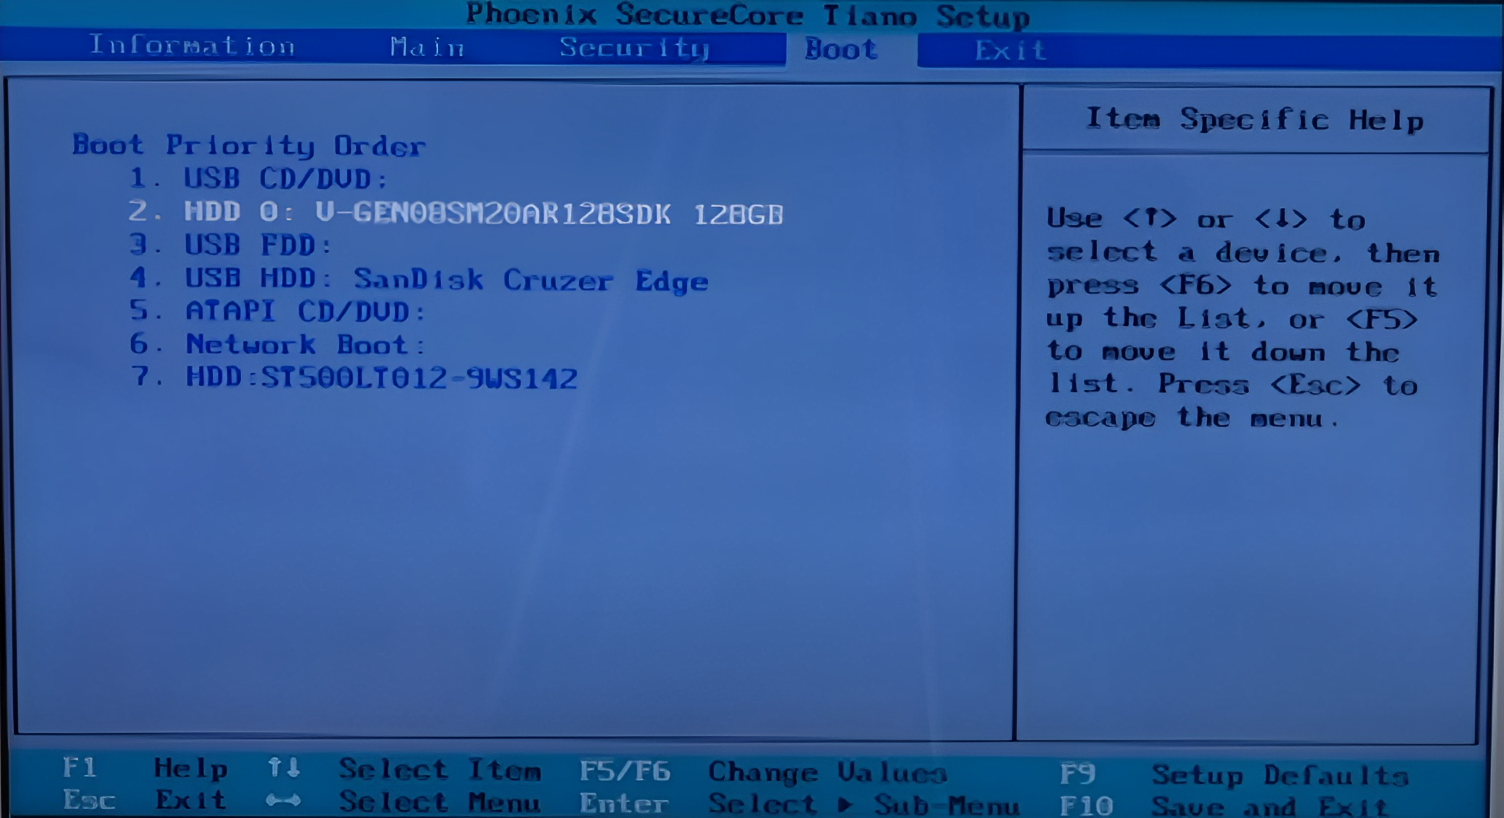 Phoenix SecureCore Tiano Setup
Information Main Security Boot Exit
Boot Priority Order
1. USB CD/DVD:
2. HDD 0: V-GEN08SM20AR128SDK 128GB
3. USB FDD:
4. USB HDD: SanDisk Cruzer Edge
5. ATAPI CD/DVD:
6. Network Boot:
7. HDD:ST500LT012-9WS142
Item Specific Help
Use <↑> or <↓> to
select a device, then
press <F6> to move it
up the List, or <F5>
to move it down the
list. Press <Esc> to
escape the menu.
F1 Help ↑↓ Select Item F5/F6 Change Values F9 Setup Defaults
Esc Exit ↔ Select Menu Enter Select ▶ Sub-Menu F10 Save and Exit